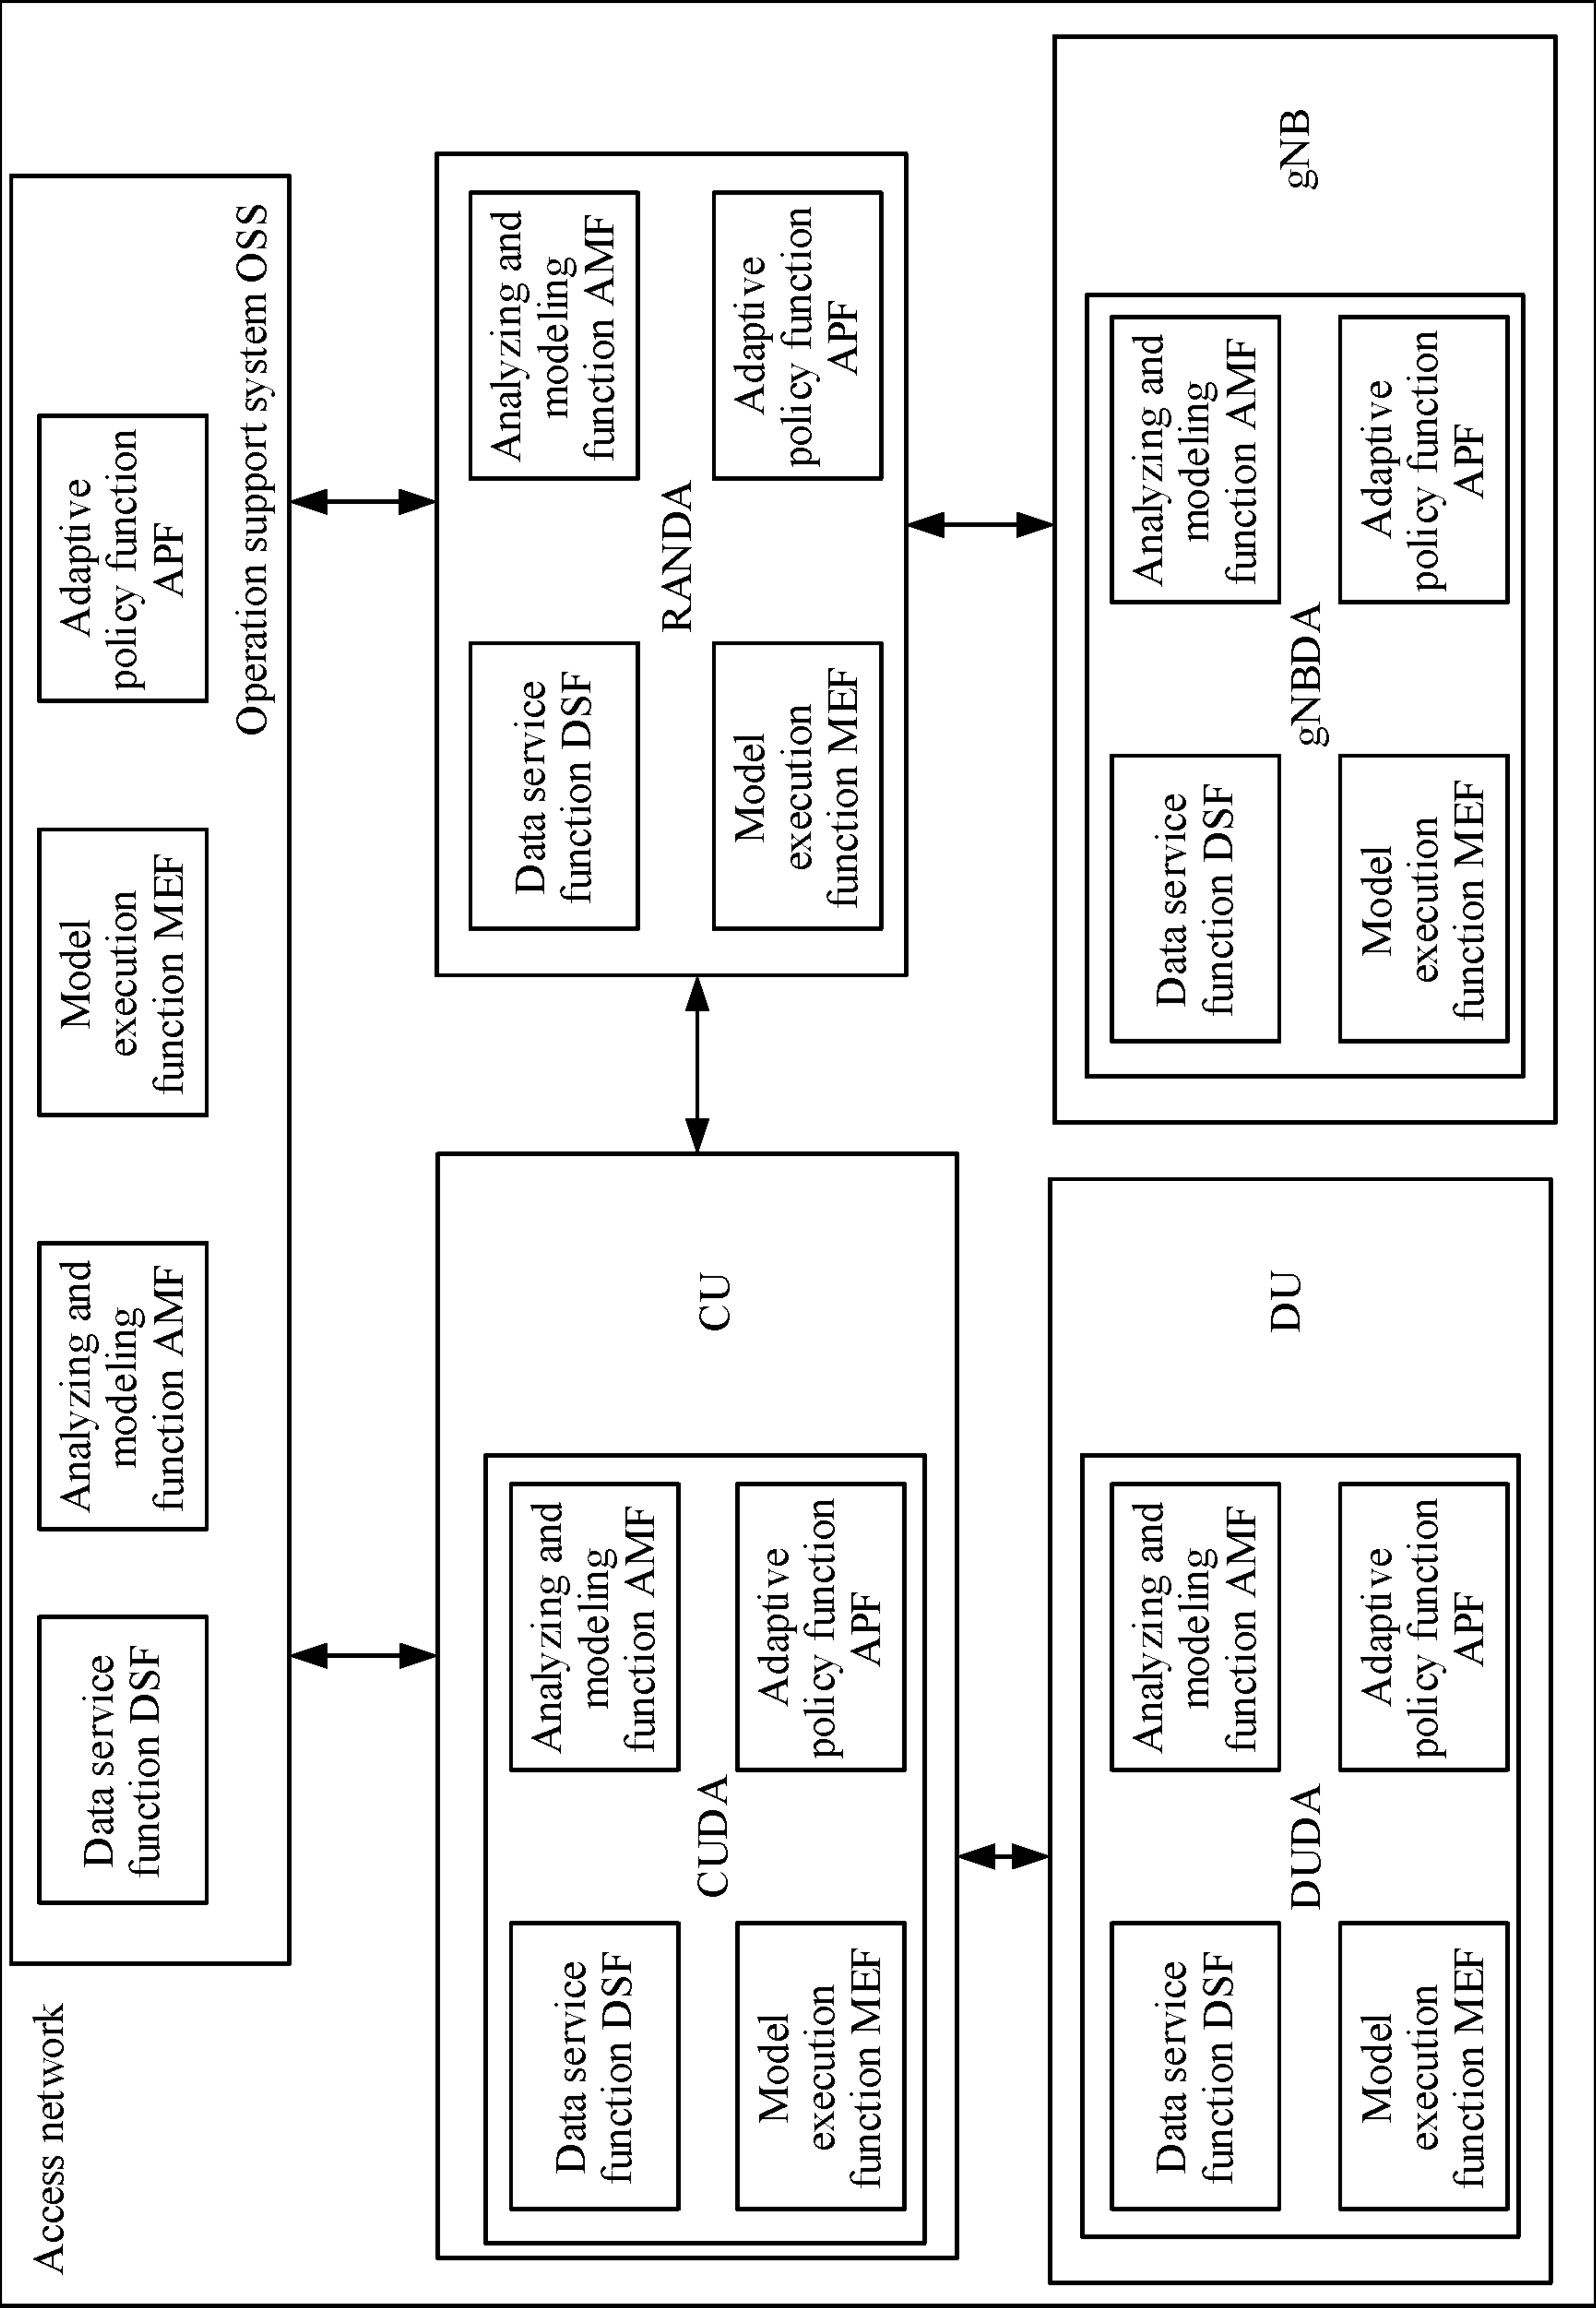 Access network
Data service
function DSF
Analyzing and
modeling
function AMF
Model
execution
function MEF
Adaptive
policy function
APF
Operation support system OSS
CUDA
Data service
function DSF
Analyzing and
modeling
function AMF
Model
execution
function MEF
Adaptive
policy function
APF
CU
RANDA
Data service
function DSF
Analyzing and
modeling
function AMF
Model
execution
function MEF
Adaptive
policy function
APF
DUDA
Data service
function DSF
Analyzing and
modeling
function AMF
Model
execution
function MEF
Adaptive
policy function
APF
DU
gNBDA
Data service
function DSF
Analyzing and
modeling
function AMF
Model
execution
function MEF
Adaptive
policy function
APF
gNB